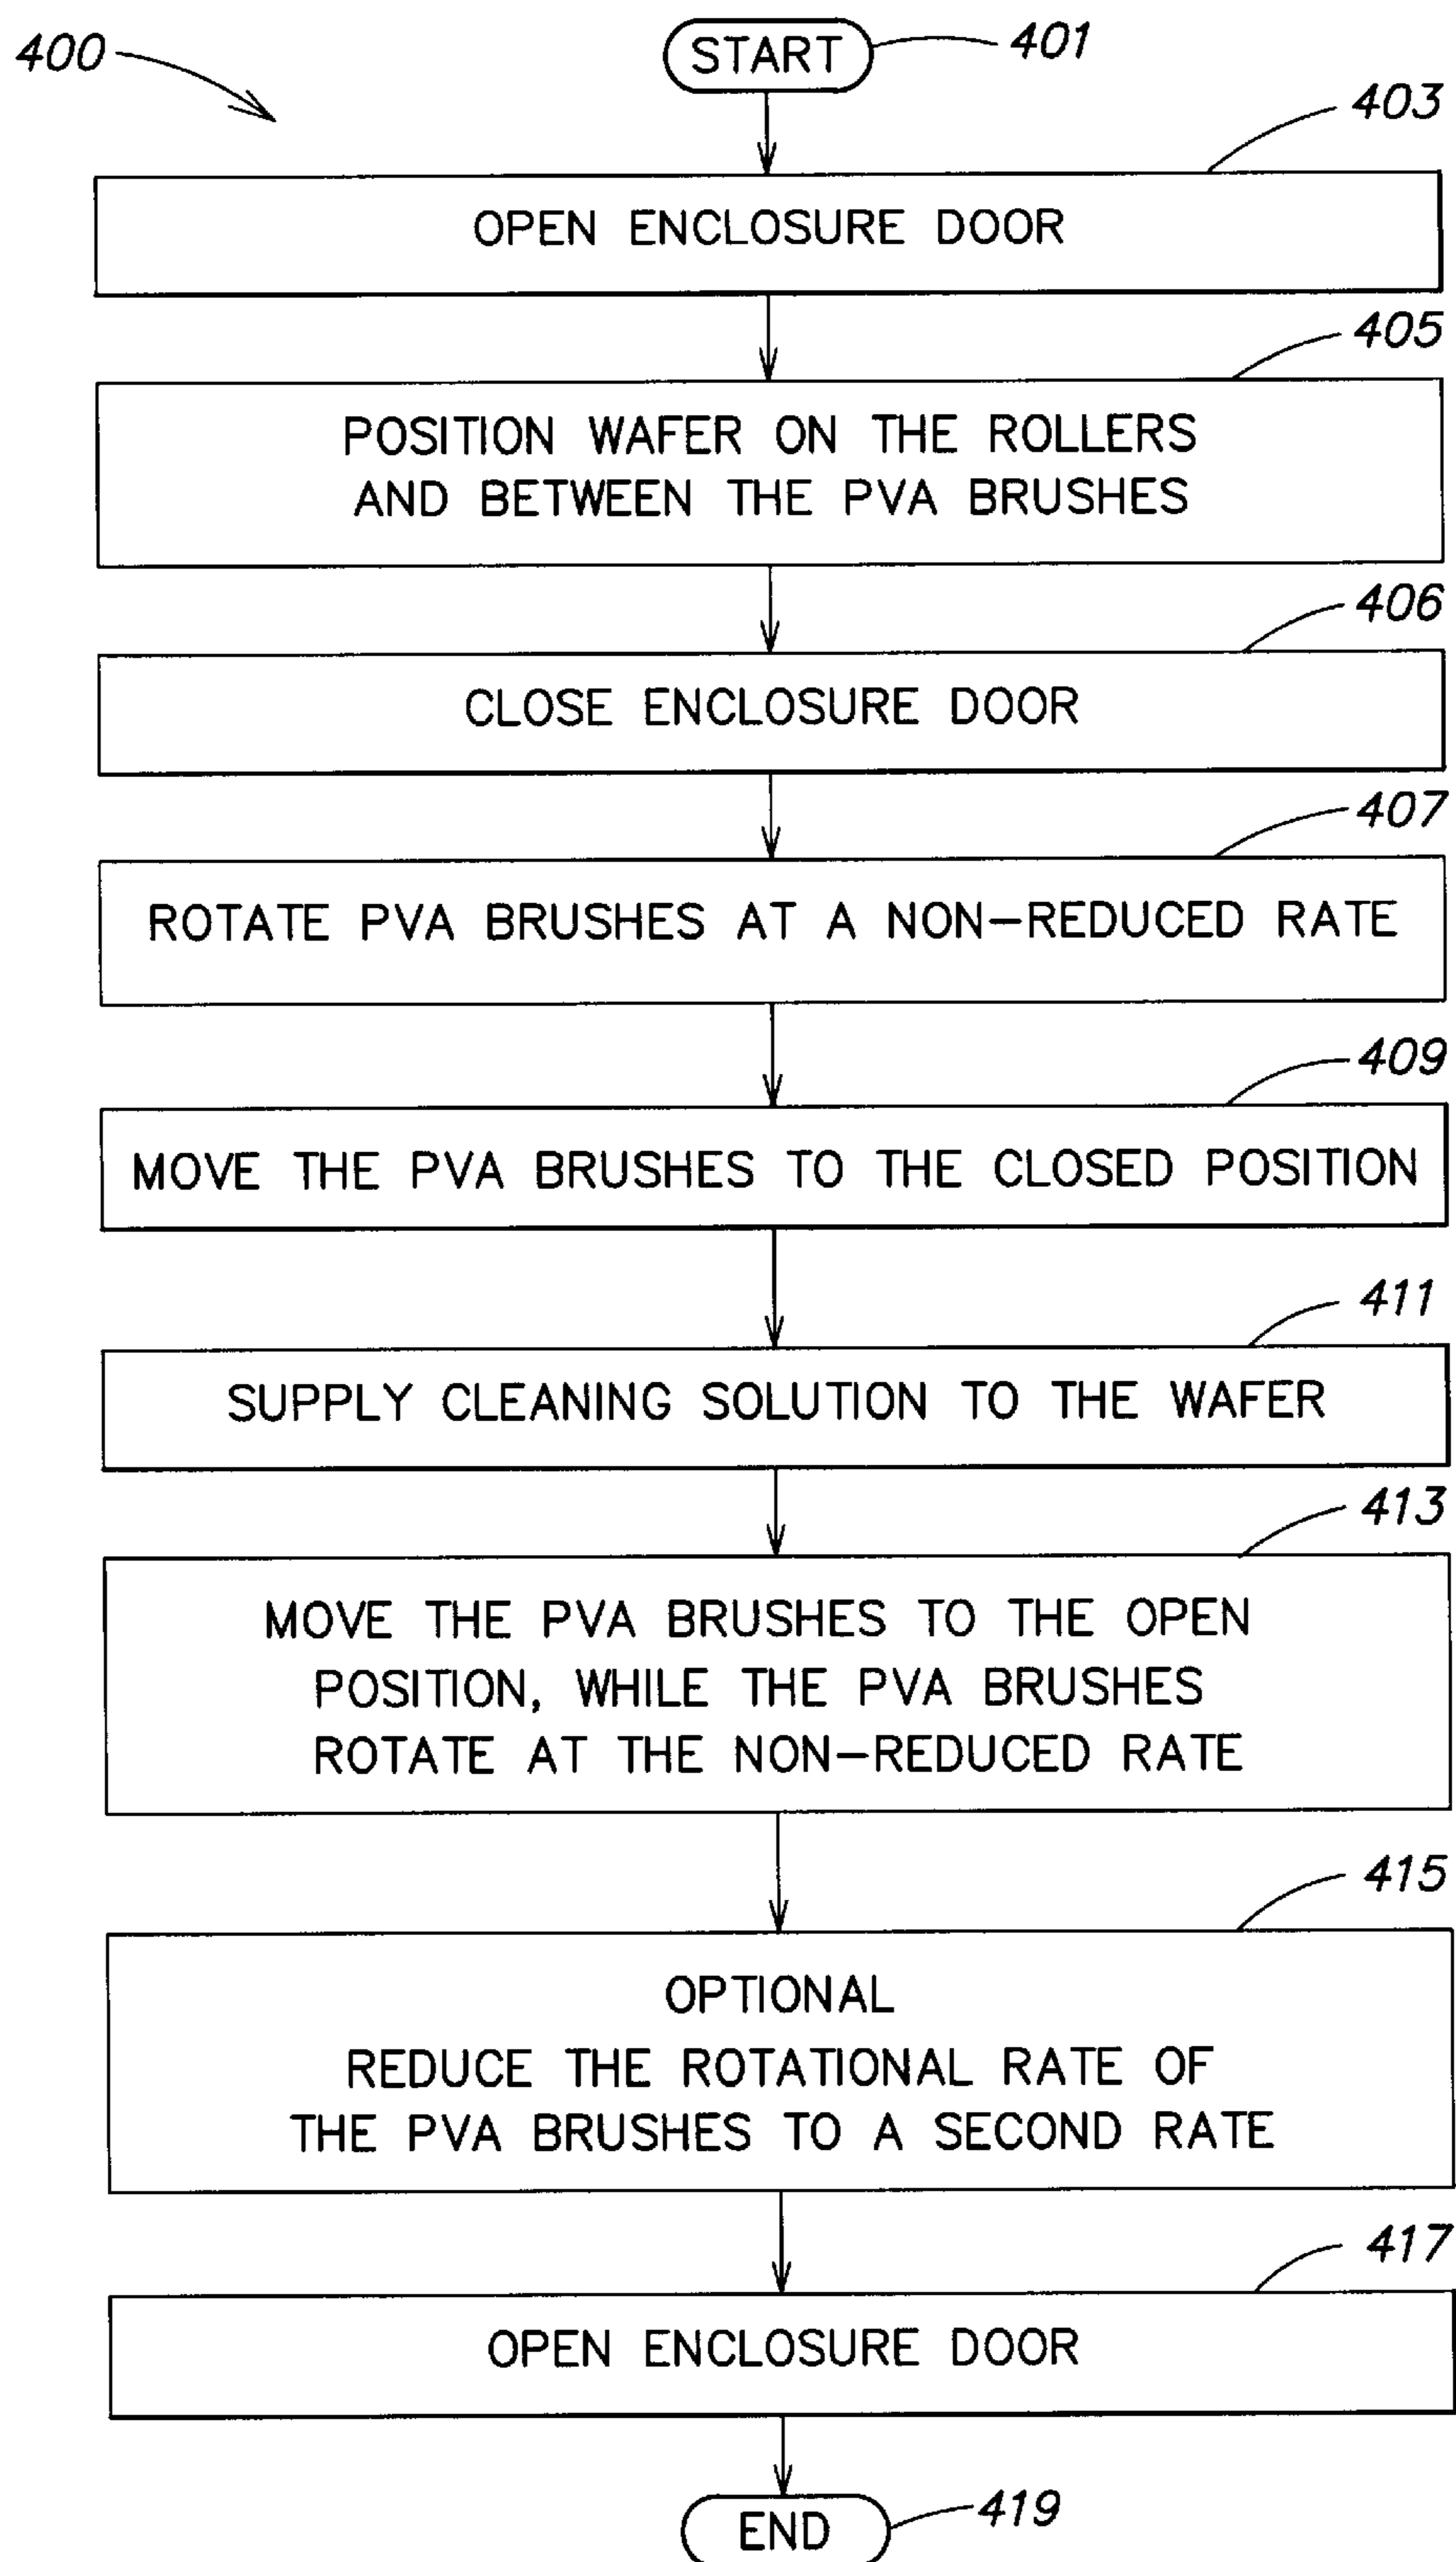 400
START
401
403
OPEN ENCLOSURE DOOR
405
POSITION WAFER ON THE ROLLERS
AND BETWEEN THE PVA BRUSHES
406
CLOSE ENCLOSURE DOOR
407
ROTATE PVA BRUSHES AT A NON-REDUCED RATE
409
MOVE THE PVA BRUSHES TO THE CLOSED POSITION
411
SUPPLY CLEANING SOLUTION TO THE WAFER
413
MOVE THE PVA BRUSHES TO THE OPEN
POSITION, WHILE THE PVA BRUSHES
ROTATE AT THE NON-REDUCED RATE
415
OPTIONAL
REDUCE THE ROTATIONAL RATE OF
THE PVA BRUSHES TO A SECOND RATE
417
OPEN ENCLOSURE DOOR
END
419